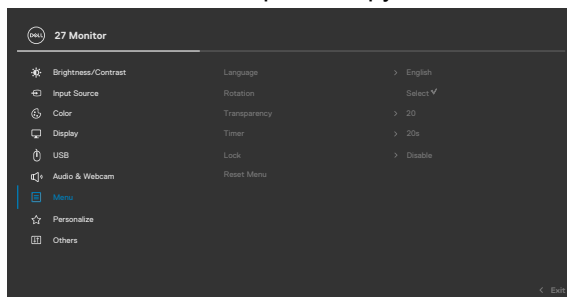 DELL 27 Monitor
Brightness/Contrast Language > English
Input Source Rotation Select
Color Transparency > 20
Display Timer > 20s
USB Lock > Disable
Audio & Webcam Reset Menu
Menu
Personalize
Others
< Exit